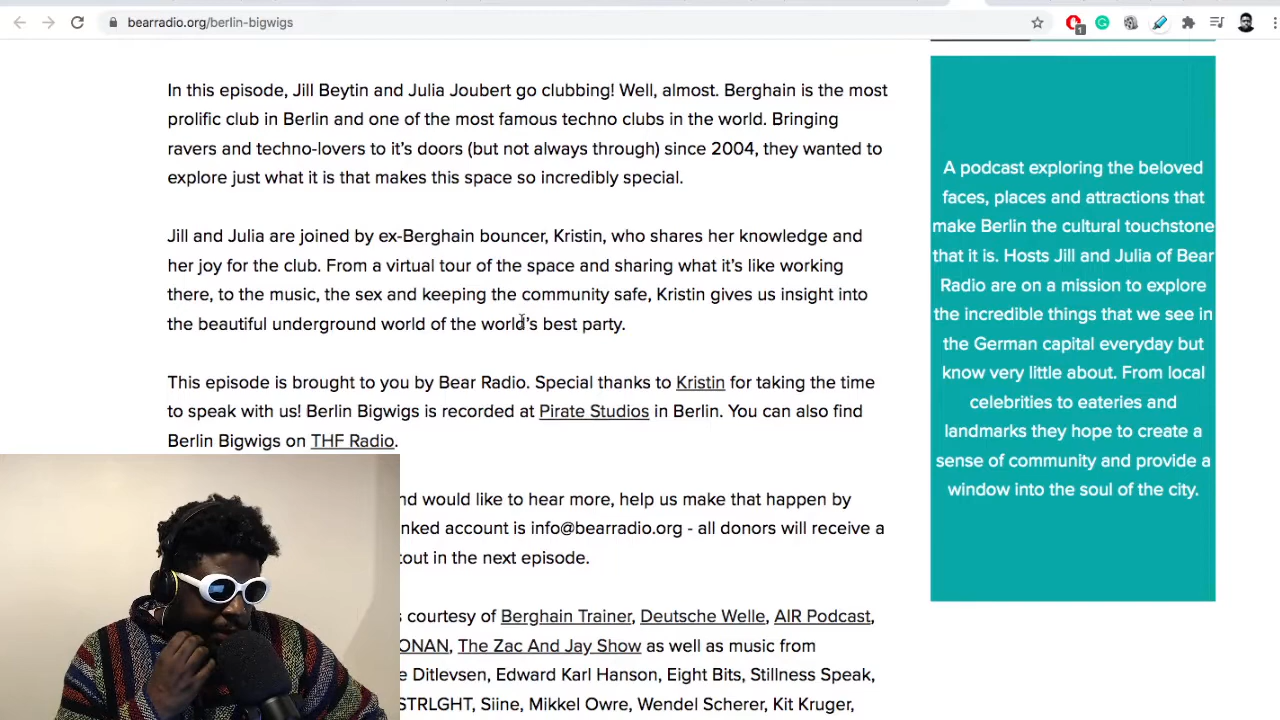 bearradio.org/berlin-bigwigs
1
In this episode, Jill Beytin and Julia Joubert go clubbing! Well, almost. Berghain is the most
prolific club in Berlin and one of the most famous techno clubs in the world. Bringing
ravers and techno-lovers to it’s doors (but not always through) since 2004, they wanted to
explore just what it is that makes this space so incredibly special.
Jill and Julia are joined by ex-Berghain bouncer, Kristin, who shares her knowledge and
her joy for the club. From a virtual tour of the space and sharing what it’s like working
there, to the music, the sex and keeping the community safe, Kristin gives us insight into
the beautiful underground world of the world’s best party.
This episode is brought to you by Bear Radio. Special thanks to Kristin for taking the time
to speak with us! Berlin Bigwigs is recorded at Pirate Studios in Berlin. You can also find
Berlin Bigwigs on THF Radio.
nd would like to hear more, help us make that happen by
nked account is info@bearradio.org - all donors will receive a
tout in the next episode.
s courtesy of Berghain Trainer, Deutsche Welle, AIR Podcast,
ONAN, The Zac And Jay Show as well as music from
e Ditlevsen, Edward Karl Hanson, Eight Bits, Stillness Speak,
STRLGHT, Siine, Mikkel Owre, Wendel Scherer, Kit Kruger,
A podcast exploring the beloved
faces, places and attractions that
make Berlin the cultural touchstone
that it is. Hosts Jill and Julia of Bear
Radio are on a mission to explore
the incredible things that we see in
the German capital everyday but
know very little about. From local
celebrities to eateries and
landmarks they hope to create a
sense of community and provide a
window into the soul of the city.